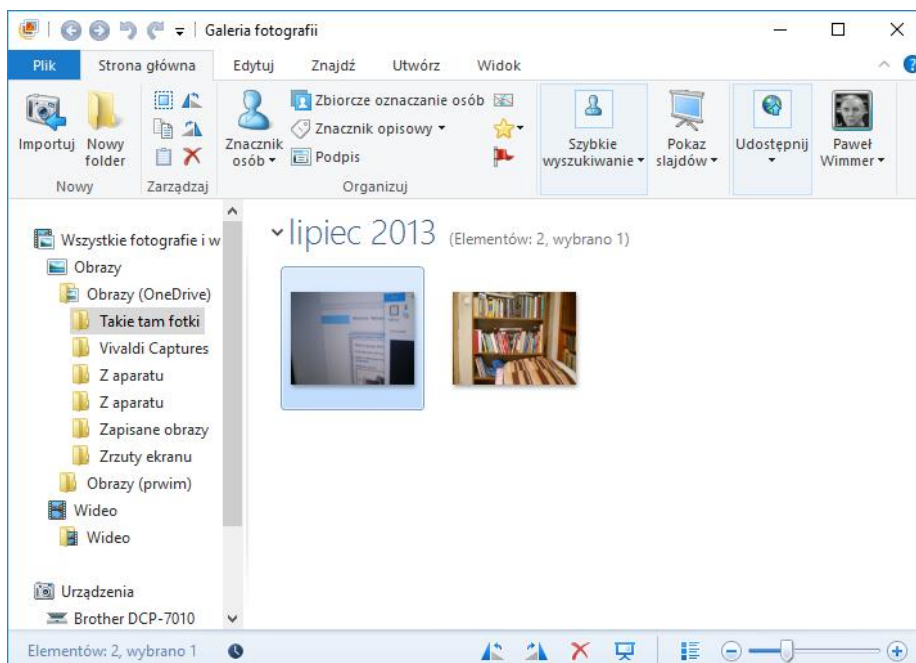 Galeria fotografii
Plik
Strona główna
Edytuj
Znajdź
Utwórz
Widok
Importuj
Nowy folder
Nowy
Zarządzaj
Znacznik osób
Zbiorcze oznaczanie osób
Znacznik opisowy
Podpis
Organizuj
Szybkie wyszukiwanie
Pokaz slajdów
Udostępnij
Paweł Wimmer
Wszystkie fotografie i w
Obrazy
Obrazy (OneDrive)
Takie tam fotki
Vivaldi Captures
Z aparatu
Z aparatu
Zapisane obrazy
Zrzuty ekranu
Obrazy (prwim)
Wideo
Wideo
Urządzenia
Brother DCP-7010
lipiec 2013 (Elementów: 2, wybrano 1)
Elementów: 2, wybrano 1